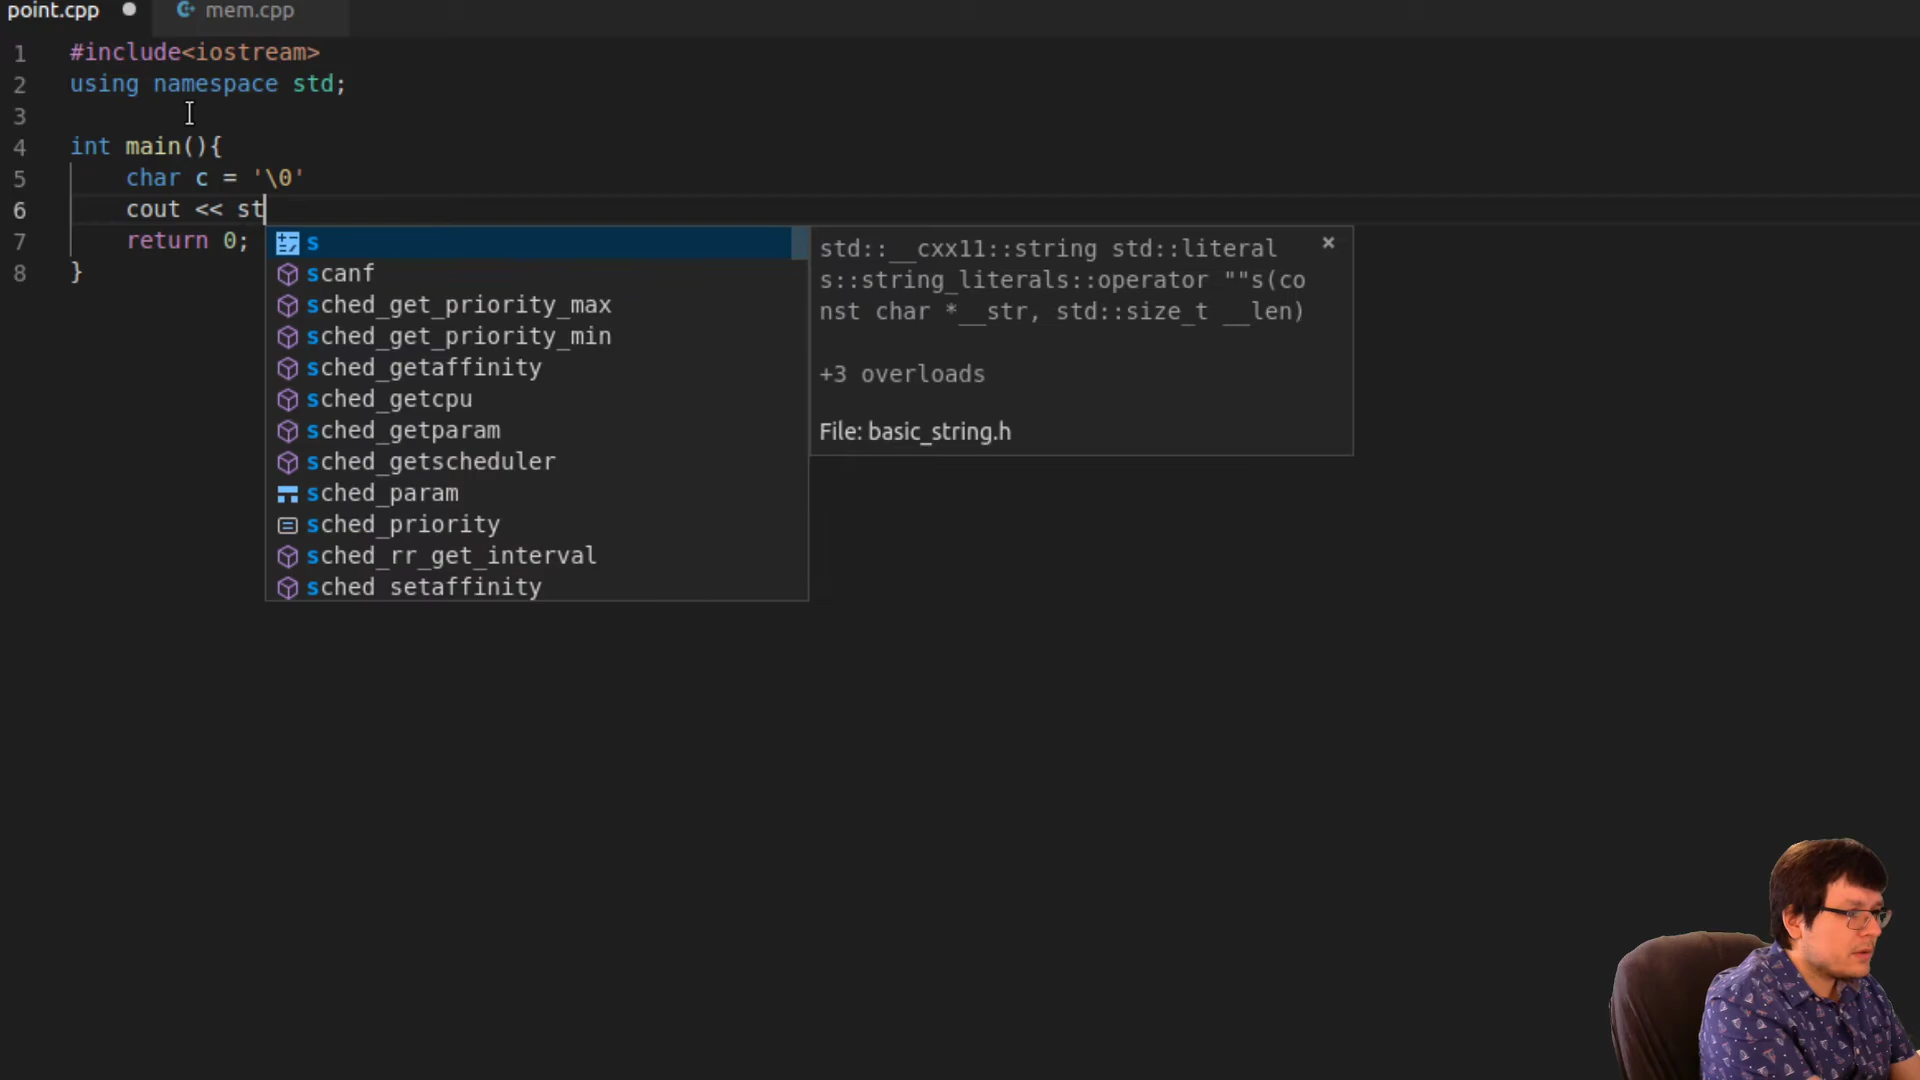 point.cpp mem.cpp
1 #include<iostream>
2 using namespace std;
3
4 int main(){
5 char c = '\0'
6 cout << st
7 return 0;
8 }
s
scanf
sched_get_priority_max
sched_get_priority_min
sched_getaffinity
sched_getcpu
sched_getparam
sched_getscheduler
sched_param
sched_priority
sched_rr_get_interval
sched_setaffinity
std::__cxx11::string std::literal
s::string_literals::operator ""s(co
nst char *__str, std::size_t __len)
+3 overloads
File: basic_string.h